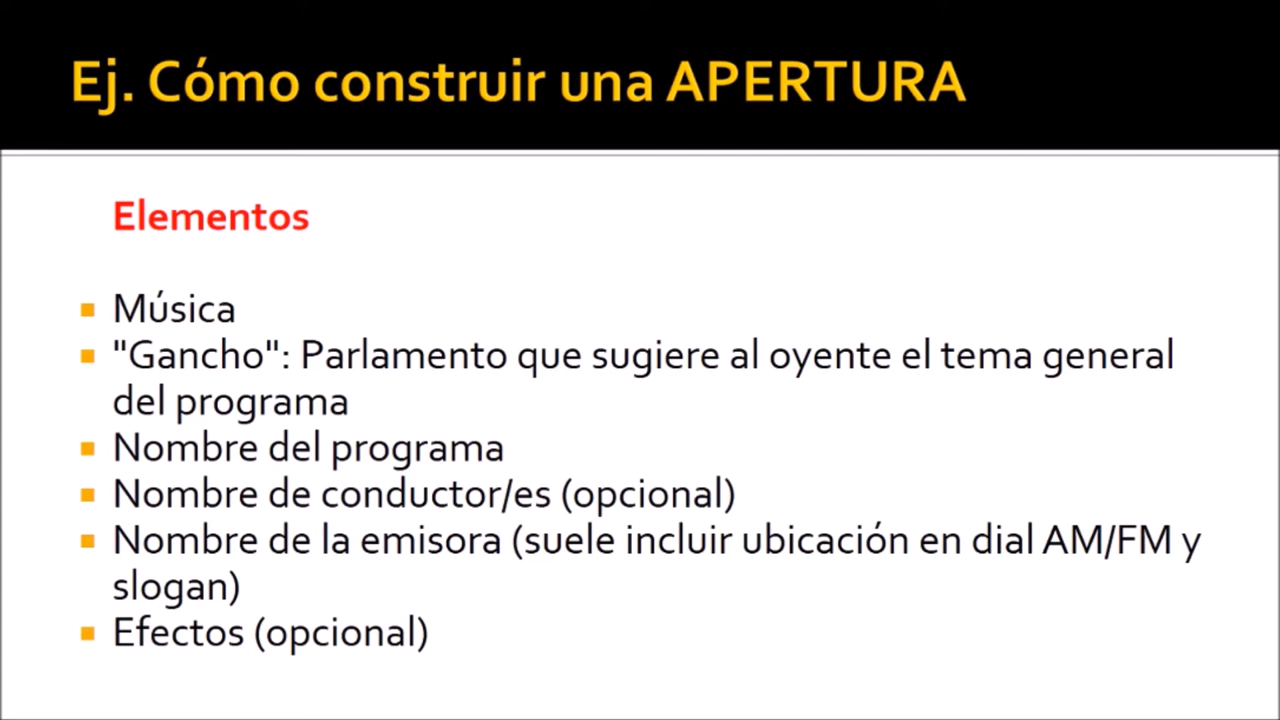 Ej. Cómo construir una APERTURA
Elementos
Música
"Gancho": Parlamento que sugiere al oyente el tema general
del programa
Nombre del programa
Nombre de conductor/es (opcional)
Nombre de la emisora (suele incluir ubicación en dial AM/FM y
slogan)
Efectos (opcional)